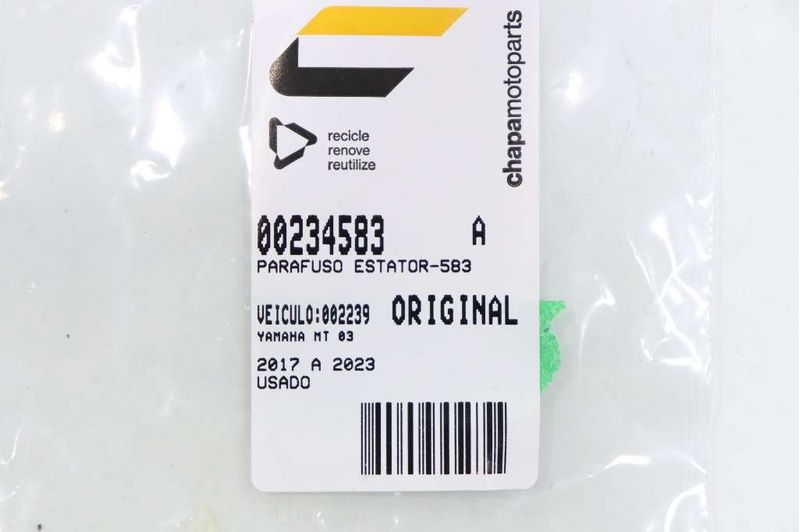 chapamotoparts
recicle
renove
reutilize
00234583 A
PARAFUSO ESTATOR-583
VEICULO:002239 ORIGINAL
YAMAHA MT 03
2017 A 2023
USADO